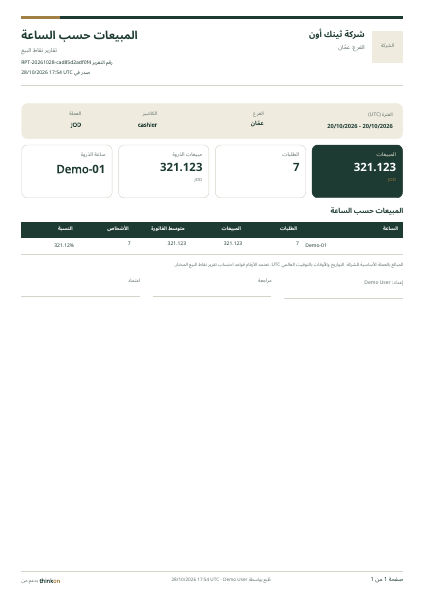 المبيعات حسب الساعة
تقارير نقاط البيع
رقم التقرير RPT-20261028-cad85d2adf0f4
صدر في 28/10/2026 17:54 UTC
شركة ثينك أون
الفرع: عمّان
الشركة
الفترة (UTC)
20/10/2026 - 20/10/2026
الفرع
عمّان
الكاشير
cashier
العملة
JOD
المبيعات
321.123
JOD
الطلبات
7
مبيعات الذروة
321.123
JOD
ساعة الذروة
Demo-01
المبيعات حسب الساعة
الساعة الطلبات المبيعات متوسط الفاتورة الأشخاص النسبة
Demo-01 7 321.123 321.123 7 321.12%
المبالغ بالعملة الأساسية للشركة. التواريخ والأوقات بالتوقيت العالمي UTC. تعتمد الأرقام قواعد احتساب تقرير نقاط البيع المختار.
إعداد: Demo User
مراجعة
اعتماد
صفحة 1 من 1
طُبع بواسطة Demo User · 28/10/2026 17:54 UTC
بدعم من thinkon